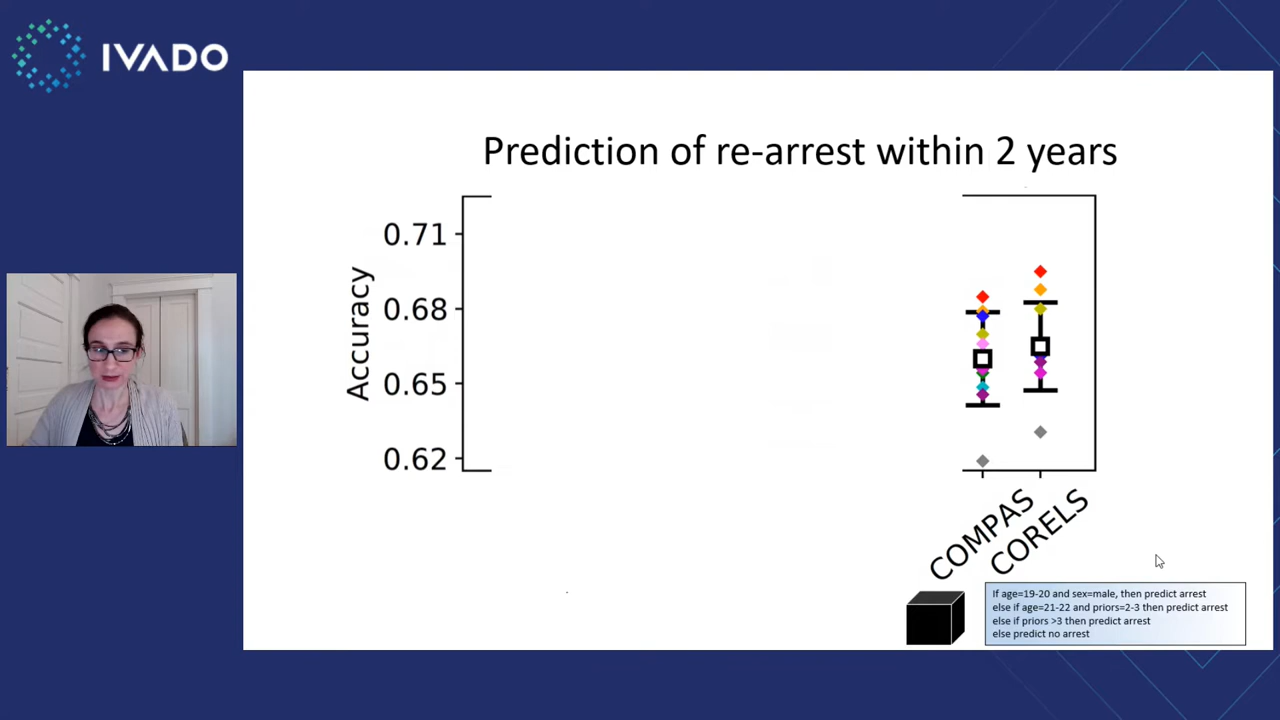 IVADO
Prediction of re-arrest within 2 years
Accuracy
0.71
0.68
0.65
0.62
COMPAS
CORELS
If age=19-20 and sex=male, then predict arrest
else if age=21-22 and priors=2-3 then predict arrest
else if priors >3 then predict arrest
else predict no arrest